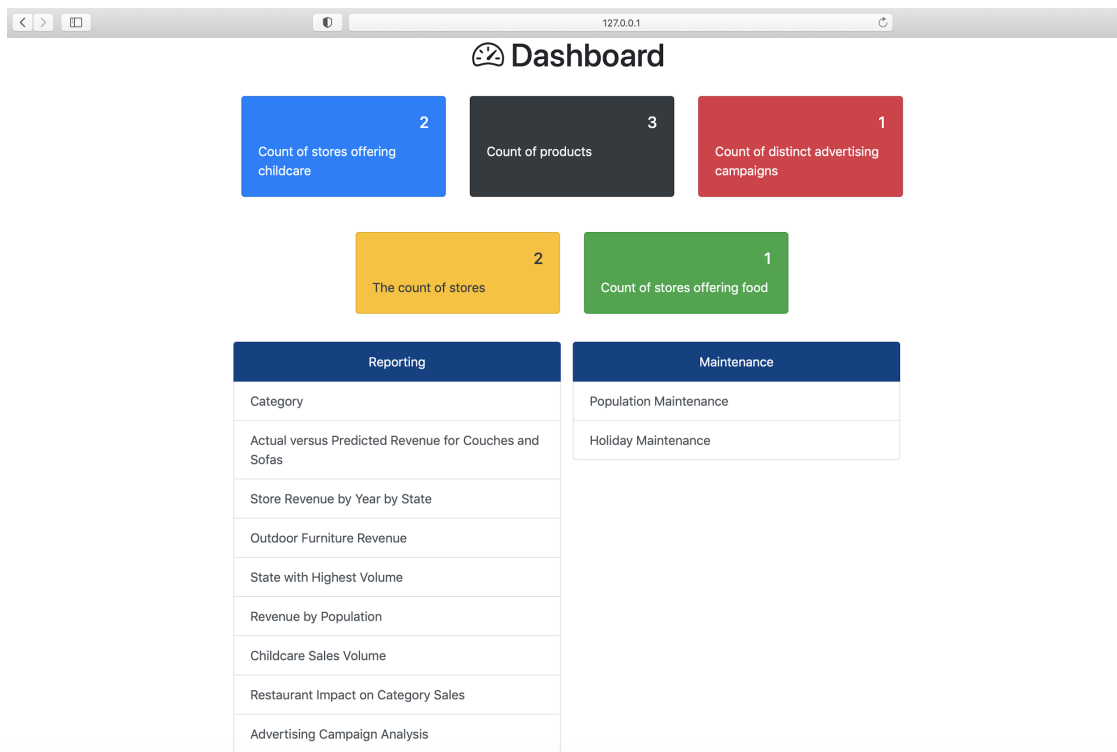 127.0.0.1
Dashboard
2
Count of stores offering
childcare
3
Count of products
1
Count of distinct advertising
campaigns
2
The count of stores
1
Count of stores offering food
Reporting
Category
Actual versus Predicted Revenue for Couches and
Sofas
Store Revenue by Year by State
Outdoor Furniture Revenue
State with Highest Volume
Revenue by Population
Childcare Sales Volume
Restaurant Impact on Category Sales
Advertising Campaign Analysis
Maintenance
Population Maintenance
Holiday Maintenance